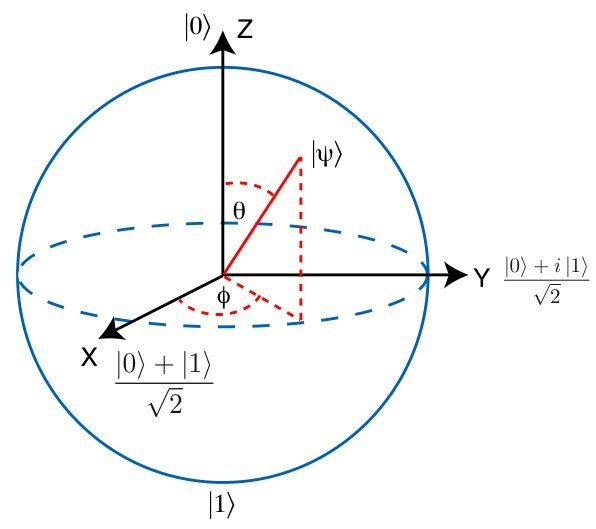 |0⟩ Z
|ψ⟩
θ
Y (|0⟩ + i |1⟩)/√2
ϕ
X (|0⟩ + |1⟩)/√2
|1⟩